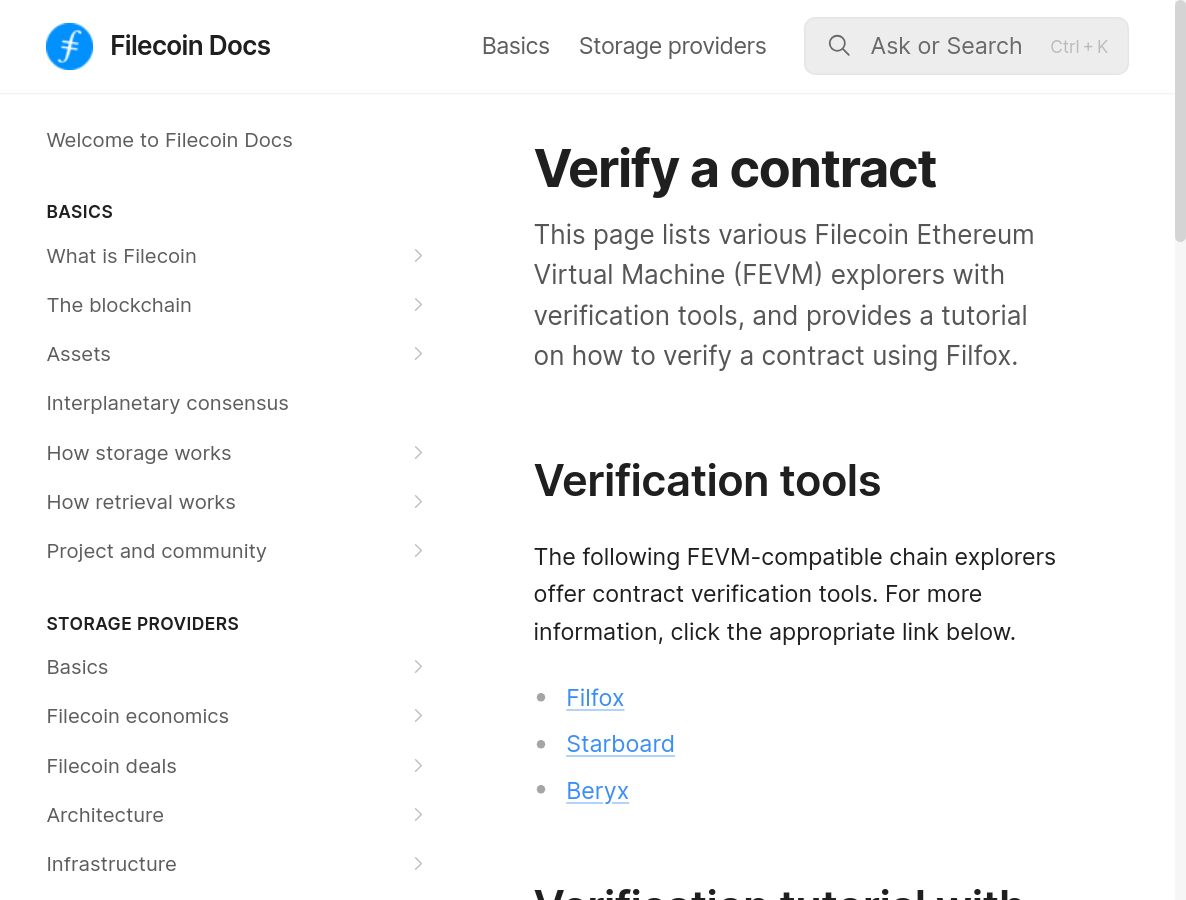 Filecoin Docs
Basics
Storage providers
Ask or Search
Ctrl + K
Welcome to Filecoin Docs
BASICS
What is Filecoin
The blockchain
Assets
Interplanetary consensus
How storage works
How retrieval works
Project and community
STORAGE PROVIDERS
Basics
Filecoin economics
Filecoin deals
Architecture
Infrastructure
Verify a contract
This page lists various Filecoin Ethereum
Virtual Machine (FEVM) explorers with
verification tools, and provides a tutorial
on how to verify a contract using Filfox.
Verification tools
The following FEVM-compatible chain explorers
offer contract verification tools. For more
information, click the appropriate link below.
Filfox
Starboard
Beryx
Verification tutorial with